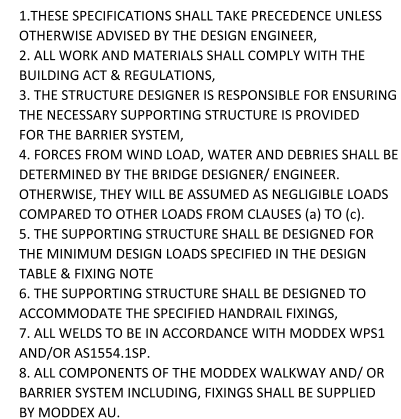 1.THESE SPECIFICATIONS SHALL TAKE PRECEDENCE UNLESS
OTHERWISE ADVISED BY THE DESIGN ENGINEER,
2. ALL WORK AND MATERIALS SHALL COMPLY WITH THE
BUILDING ACT & REGULATIONS,
3. THE STRUCTURE DESIGNER IS RESPONSIBLE FOR ENSURING
THE NECESSARY SUPPORTING STRUCTURE IS PROVIDED
FOR THE BARRIER SYSTEM,
4. FORCES FROM WIND LOAD, WATER AND DEBRIES SHALL BE
DETERMINED BY THE BRIDGE DESIGNER/ ENGINEER.
OTHERWISE, THEY WILL BE ASSUMED AS NEGLIGIBLE LOADS
COMPARED TO OTHER LOADS FROM CLAUSES (a) TO (c).
5. THE SUPPORTING STRUCTURE SHALL BE DESIGNED FOR
THE MINIMUM DESIGN LOADS SPECIFIED IN THE DESIGN
TABLE & FIXING NOTE
6. THE SUPPORTING STRUCTURE SHALL BE DESIGNED TO
ACCOMMODATE THE SPECIFIED HANDRAIL FIXINGS,
7. ALL WELDS TO BE IN ACCORDANCE WITH MODDEX WPS1
AND/OR AS1554.1SP.
8. ALL COMPONENTS OF THE MODDEX WALKWAY AND/ OR
BARRIER SYSTEM INCLUDING, FIXINGS SHALL BE SUPPLIED
BY MODDEX AU.